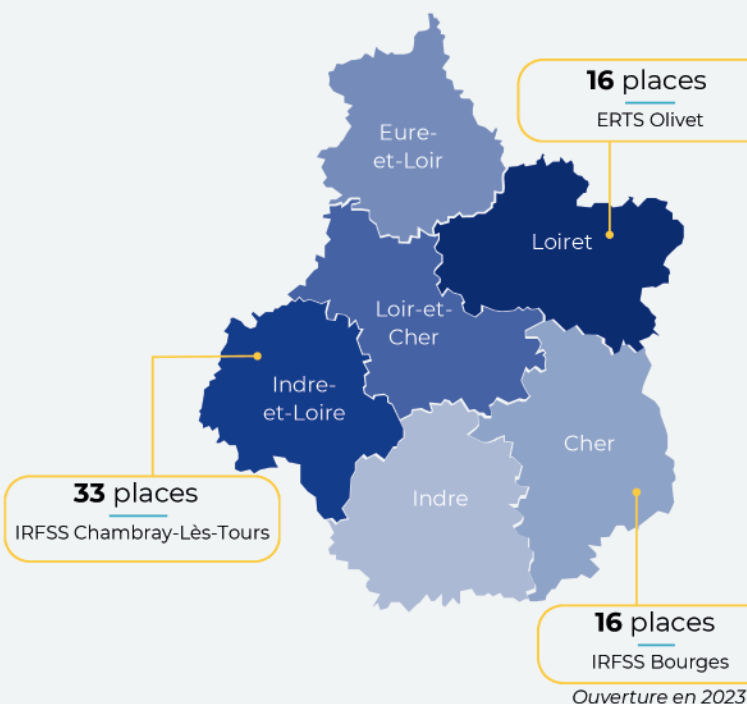 16 places
ERTS Olivet
Eure-
et-Loir
Loiret
Loir-et-
Cher
Indre-
et-Loire
Cher
33 places
IRFSS Chambray-Lès-Tours
Indre
16 places
IRFSS Bourges
Ouverture en 2023